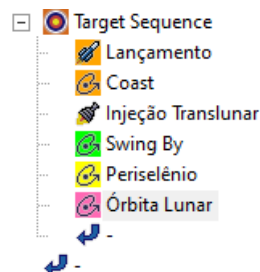 Target Sequence
Lançamento
Coast
Injeção Translunar
Swing By
Periselênio
Órbita Lunar
-
-